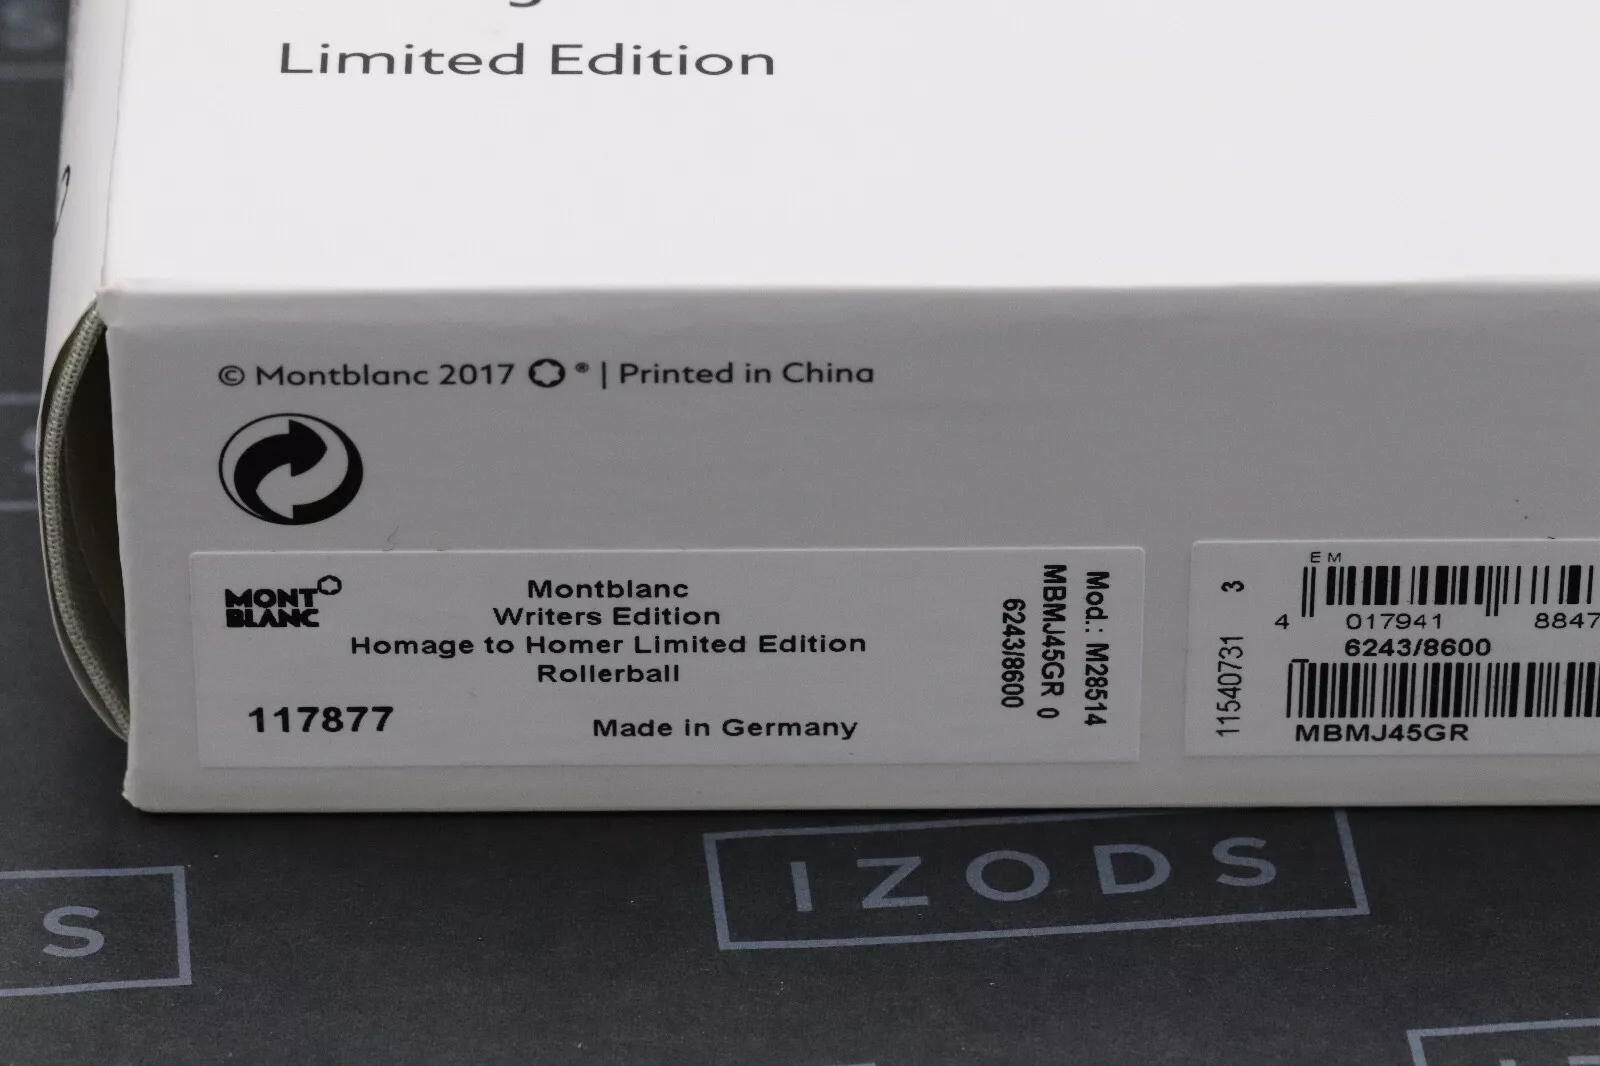 Limited Edition
© Montblanc 2017 ® | Printed in China
MONT
BLANC
Montblanc
Writers Edition
Homage to Homer Limited Edition
Rollerball
117877
Made in Germany
Mod.: M28514
MBMJ45GR 0
6243/8600
11540731 3
EM
4 017941 8847
6243/8600
MBMJ45GR
IZODS
S